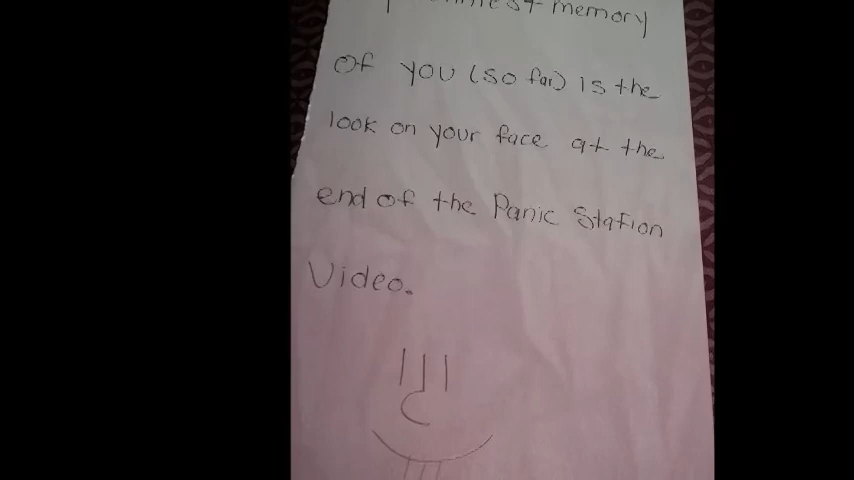 memory
Of you (so far) is the
look on your face at the
end of the Panic Station
Video.